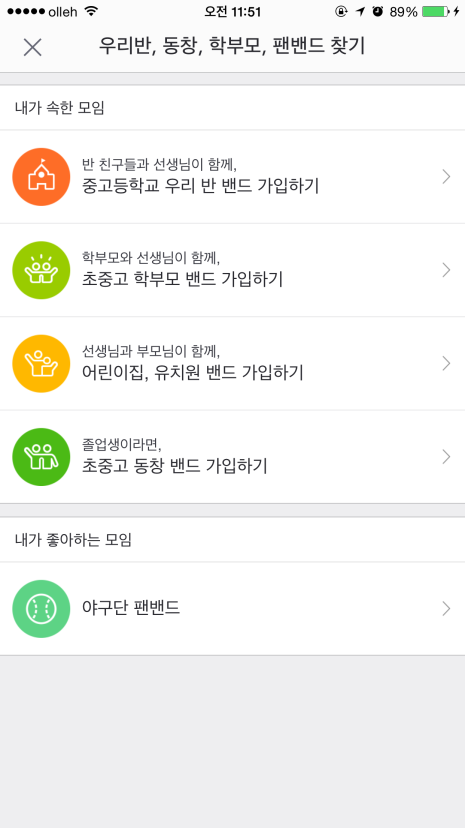 olleh 오전 11:51 89%
우리반, 동창, 학부모, 팬밴드 찾기
내가 속한 모임
반 친구들과 선생님이 함께,
중고등학교 우리 반 밴드 가입하기
학부모와 선생님이 함께,
초중고 학부모 밴드 가입하기
선생님과 부모님이 함께,
어린이집, 유치원 밴드 가입하기
졸업생이라면,
초중고 동창 밴드 가입하기
내가 좋아하는 모임
야구단 팬밴드